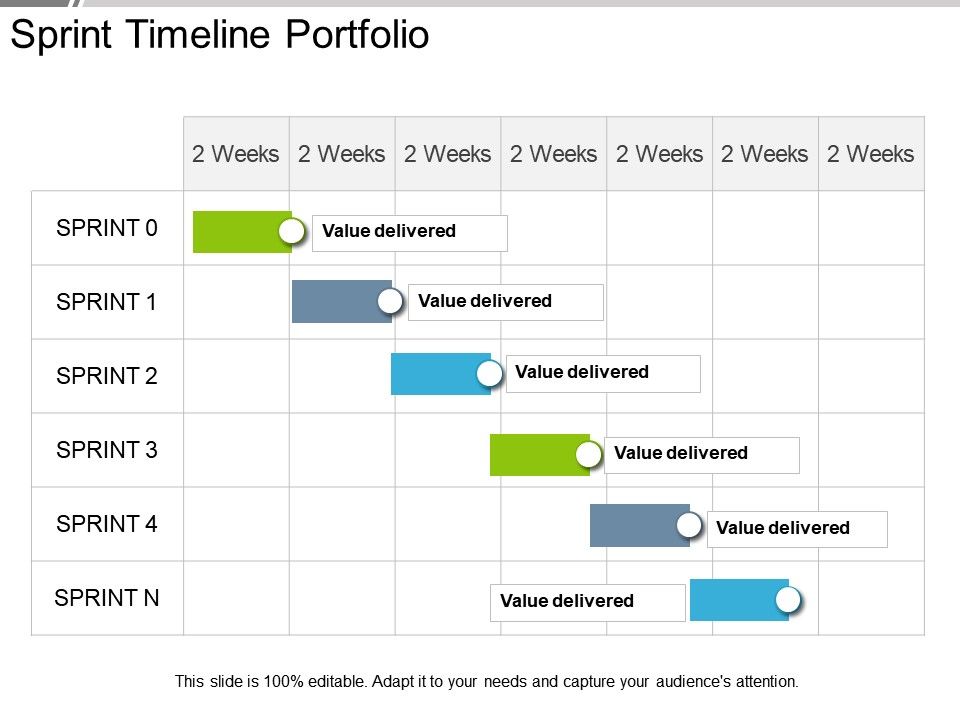 Sprint Timeline Portfolio
2 Weeks 2 Weeks 2 Weeks 2 Weeks 2 Weeks 2 Weeks 2 Weeks
SPRINT 0 Value delivered
SPRINT 1 Value delivered
SPRINT 2 Value delivered
SPRINT 3 Value delivered
SPRINT 4 Value delivered
SPRINT N Value delivered
This slide is 100% editable. Adapt it to your needs and capture your audience's attention.